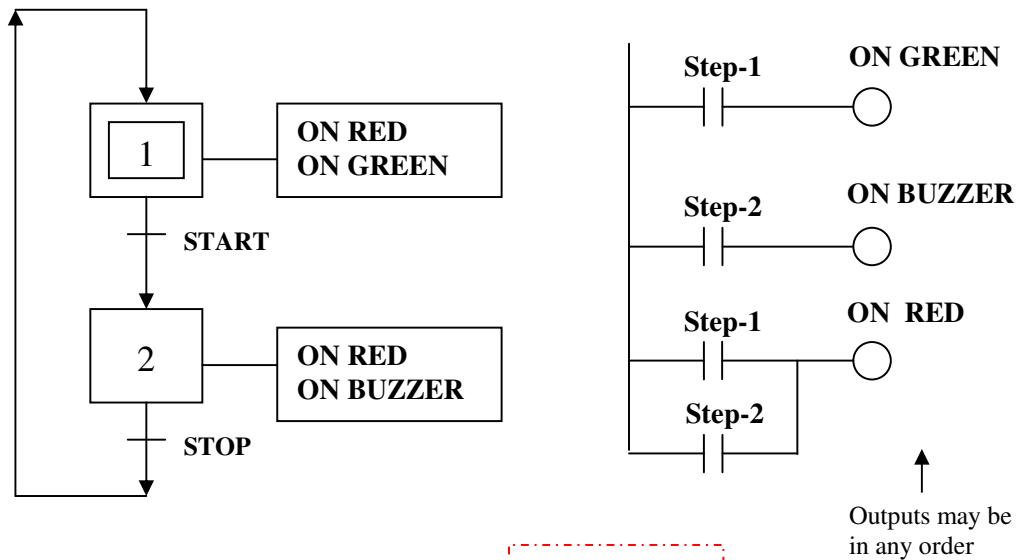 1
ON RED
ON GREEN
START
2
ON RED
ON BUZZER
STOP
Step-1
ON GREEN
Step-2
ON BUZZER
Step-1
ON RED
Step-2
Outputs may be
in any order